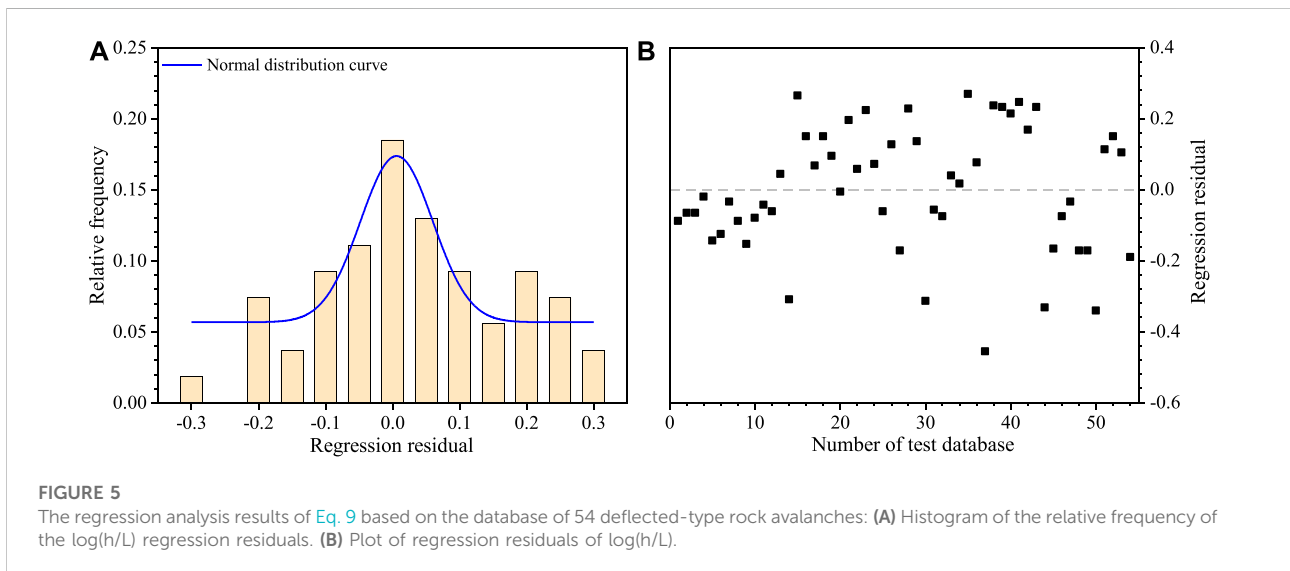 A
Normal distribution curve
Relative frequency
0.25
0.20
0.15
0.10
0.05
0.00
-0.3 -0.2 -0.1 0.0 0.1 0.2 0.3
Regression residual
B
0.4
0.2
0.0
-0.2
-0.4
-0.6
Regression residual
0 10 20 30 40 50
Number of test database
FIGURE 5
The regression analysis results of Eq. 9 based on the database of 54 deflected-type rock avalanches: (A) Histogram of the relative frequency of
the log(h/L) regression residuals. (B) Plot of regression residuals of log(h/L).